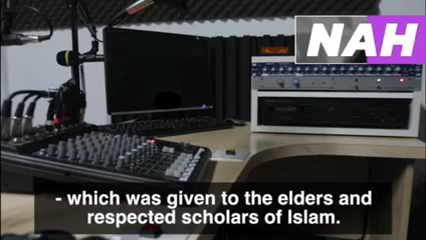 NAH
- which was given to the elders and
respected scholars of Islam.